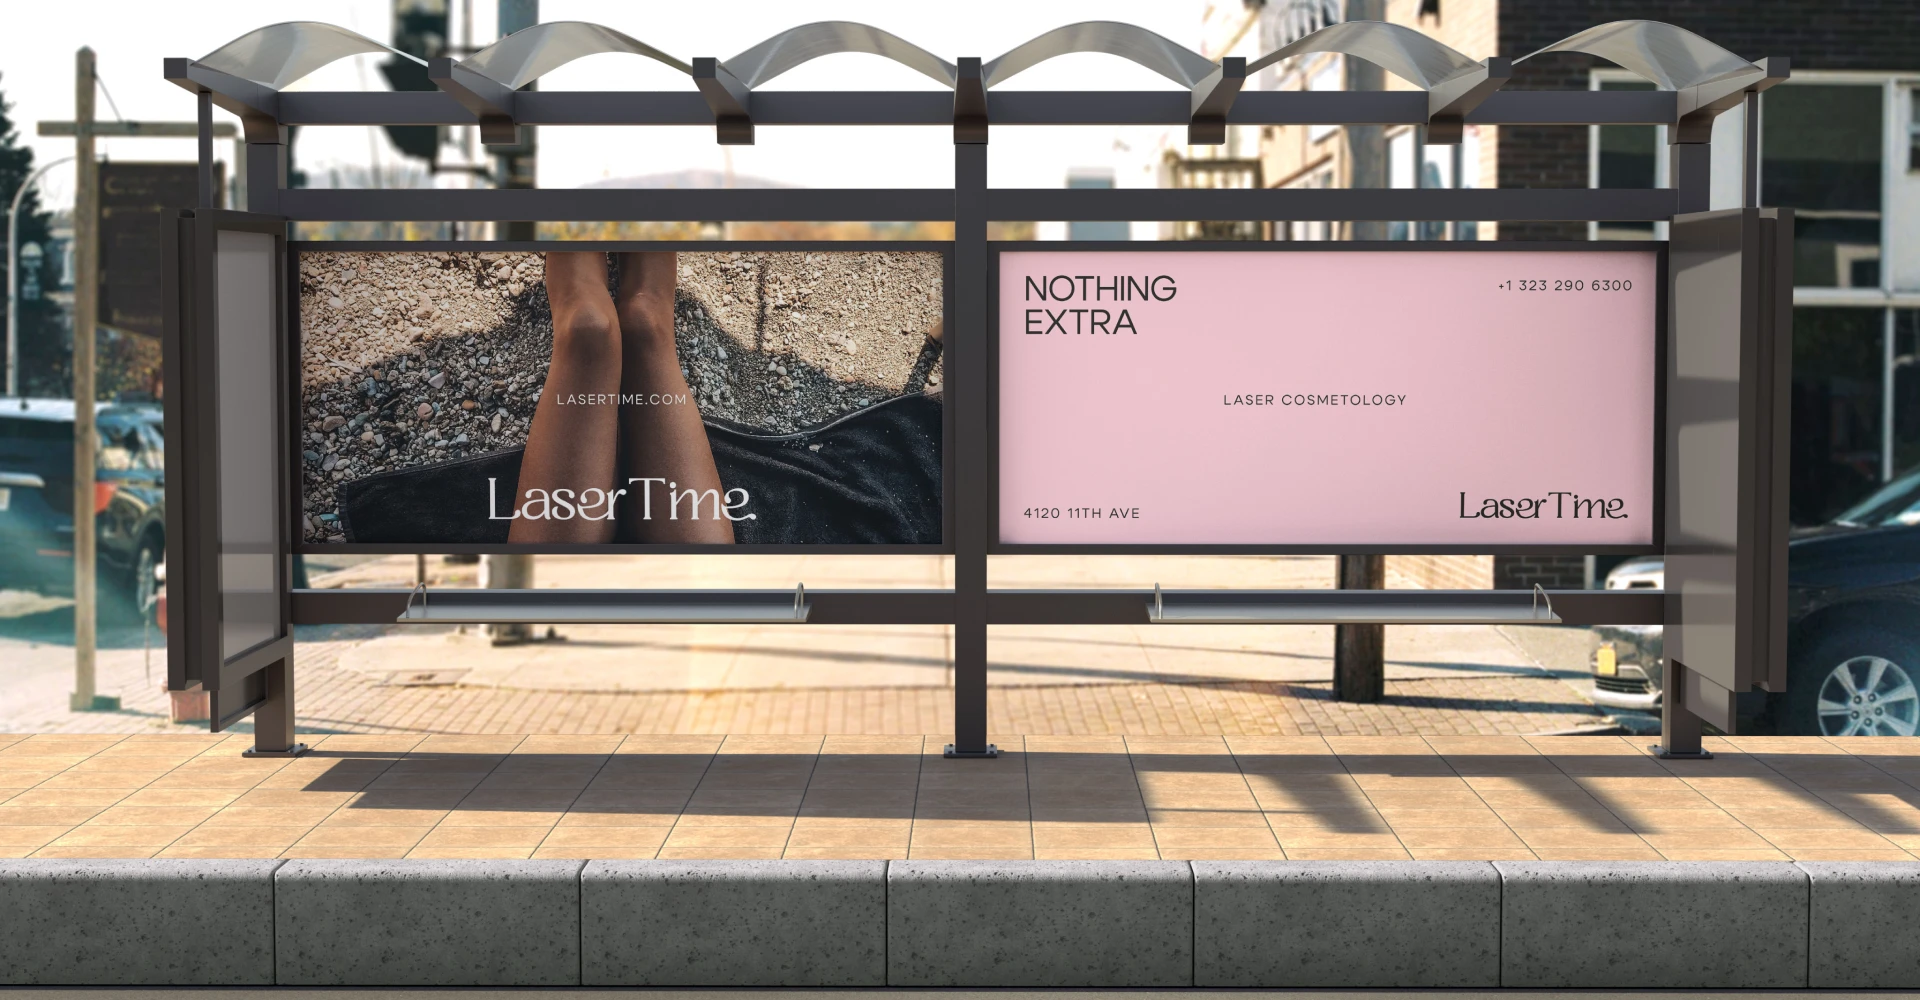 LASERTIME.COM
LaserTime
NOTHING
EXTRA
+1 323 290 6300
LASER COSMETOLOGY
4120 11TH AVE
LaserTime